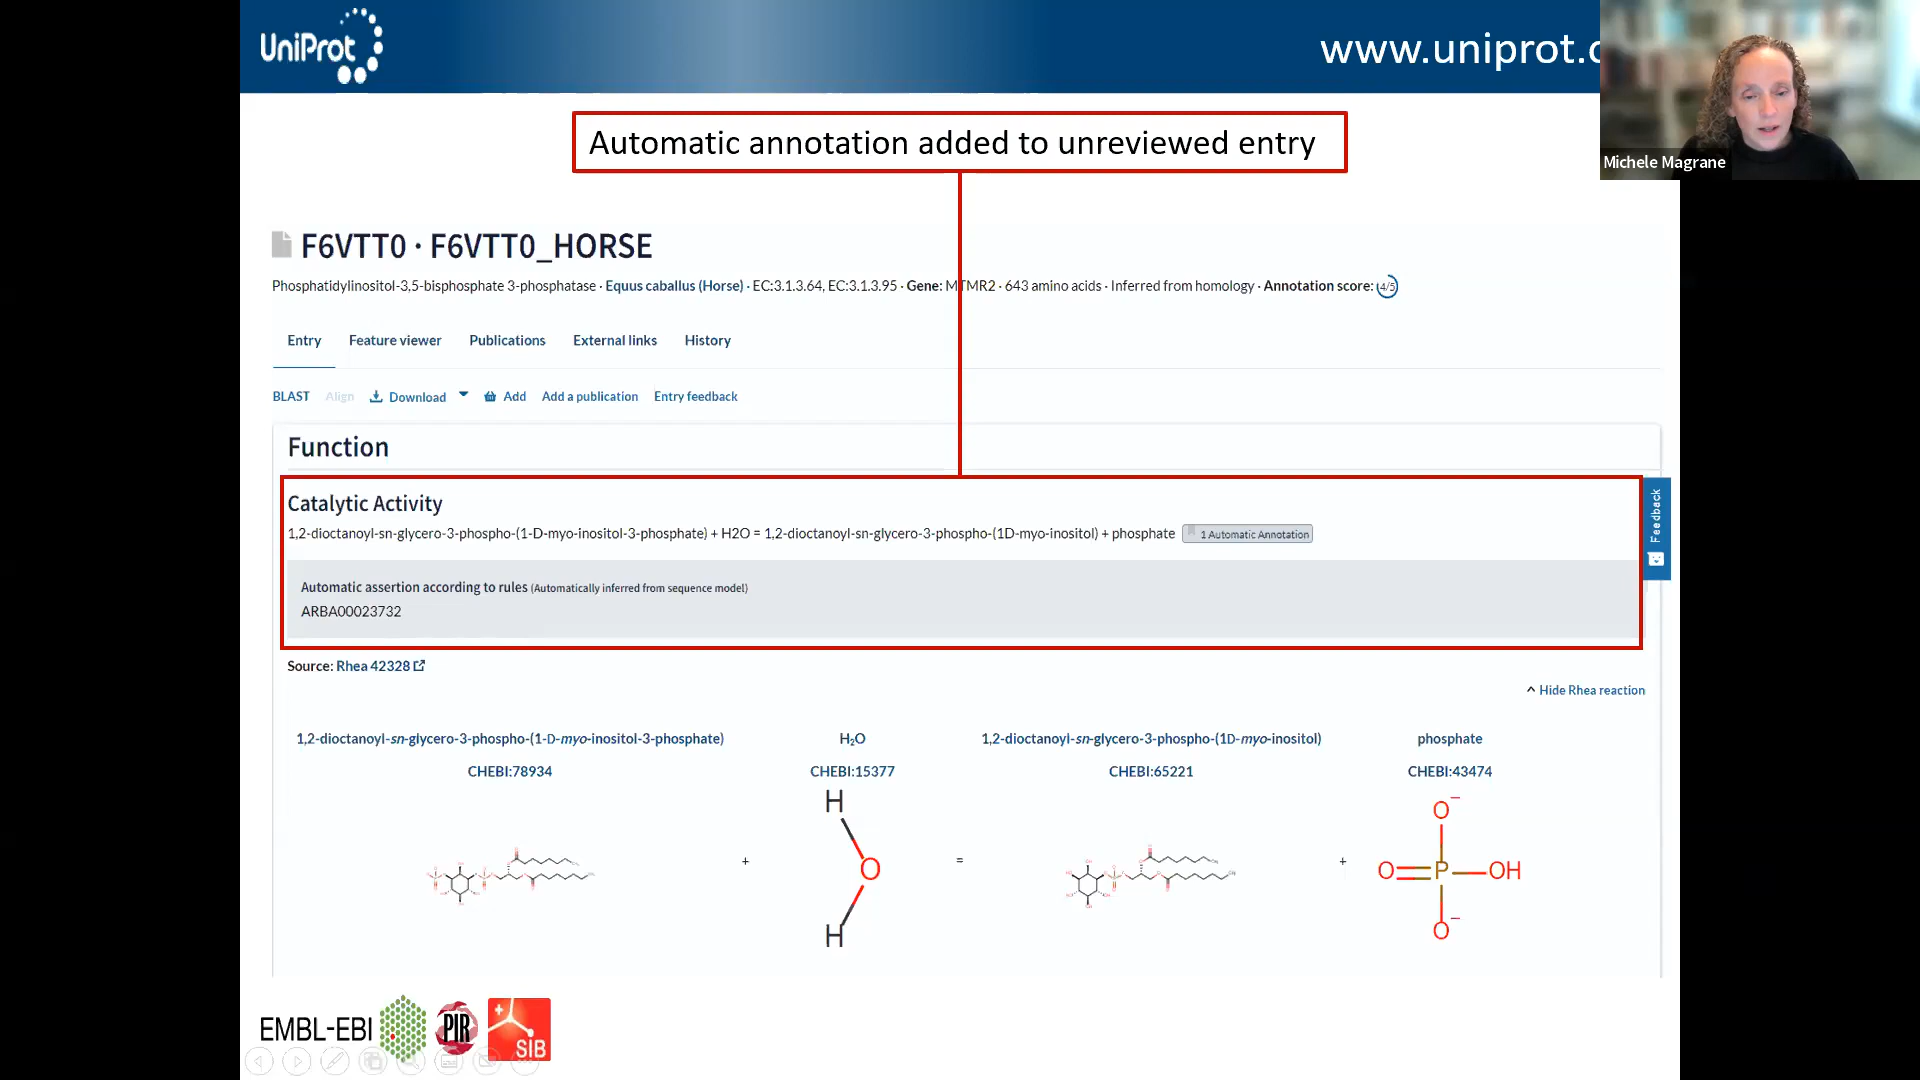 UniProt
www.uniprot.
Michele Magrane
Automatic annotation added to unreviewed entry
F6VTT0 · F6VTT0_HORSE
Phosphatidylinositol-3,5-bisphosphate 3-phosphatase · Equus caballus (Horse) · EC:3.1.3.64, EC:3.1.3.95 · Gene: MTMR2 · 643 amino acids · Inferred from homology · Annotation score: 4/5
Entry Feature viewer Publications External links History
BLAST Align Download Add Add a publication Entry feedback
Function
Feedback
Catalytic Activity
1,2-dioctanoyl-sn-glycero-3-phospho-(1-D-myo-inositol-3-phosphate) + H2O = 1,2-dioctanoyl-sn-glycero-3-phospho-(1D-myo-inositol) + phosphate 1 Automatic Annotation
Automatic assertion according to rules (Automatically inferred from sequence model)
ARBA00023732
Source: Rhea 42328
Hide Rhea reaction
1,2-dioctanoyl-sn-glycero-3-phospho-(1-D-myo-inositol-3-phosphate) H₂O 1,2-dioctanoyl-sn-glycero-3-phospho-(1D-myo-inositol) phosphate
CHEBI:78934 CHEBI:15377 CHEBI:65221 CHEBI:43474
H O⁻
+ O = + O P OH
H O⁻
EMBL-EBI PIR SIB